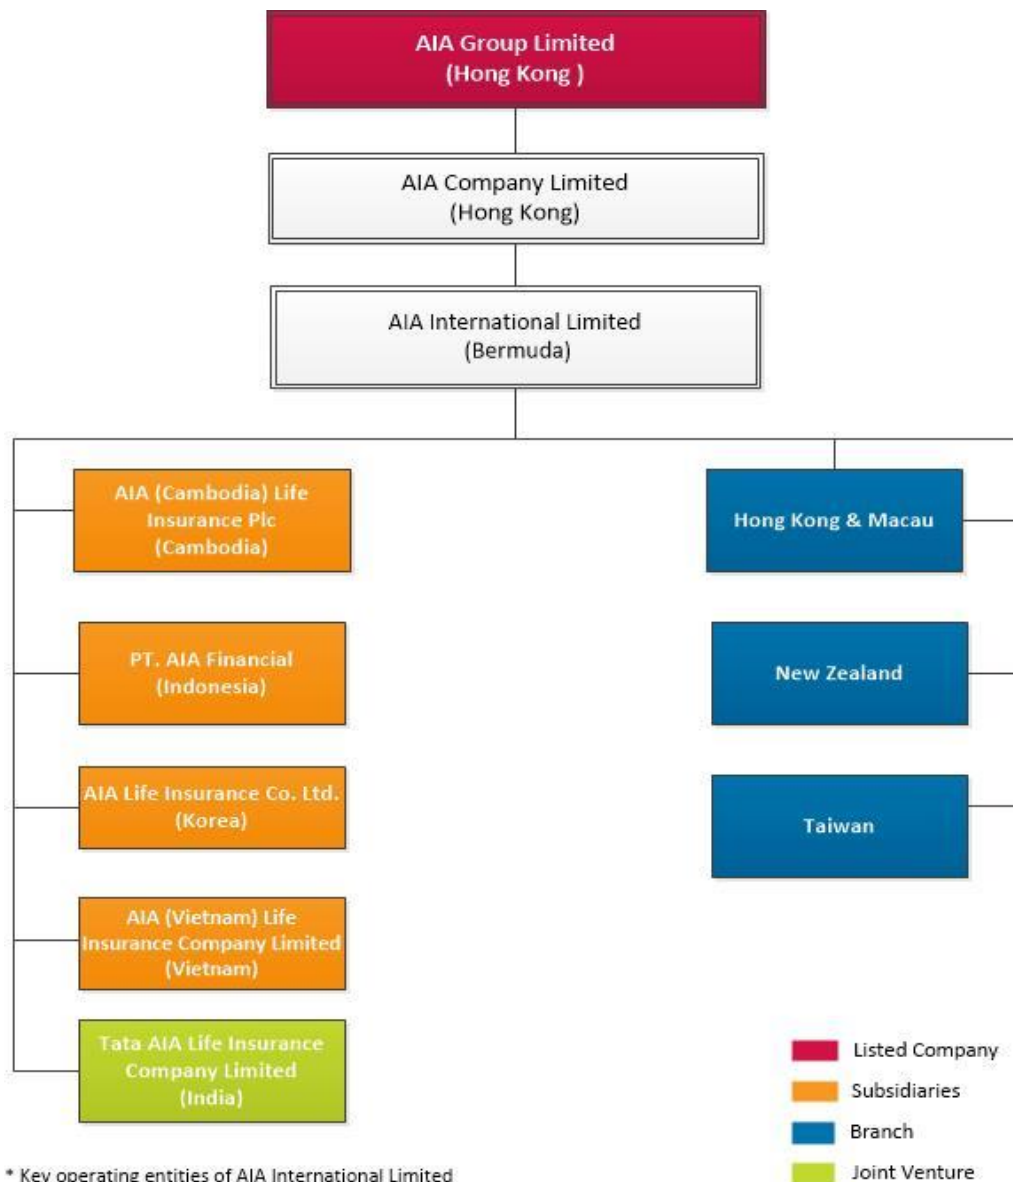 AIA Group Limited
(Hong Kong )
AIA Company Limited
(Hong Kong)
AIA International Limited
(Bermuda)
AIA (Cambodia) Life
Insurance Plc
(Cambodia)
Hong Kong & Macau
PT. AIA Financial
(Indonesia)
New Zealand
AIA Life Insurance Co. Ltd.
(Korea)
Taiwan
AIA (Vietnam) Life
Insurance Company Limited
(Vietnam)
Tata AIA Life Insurance
Company Limited
(India)
Listed Company
Subsidiaries
Branch
Joint Venture
* Key operating entities of AIA International Limited